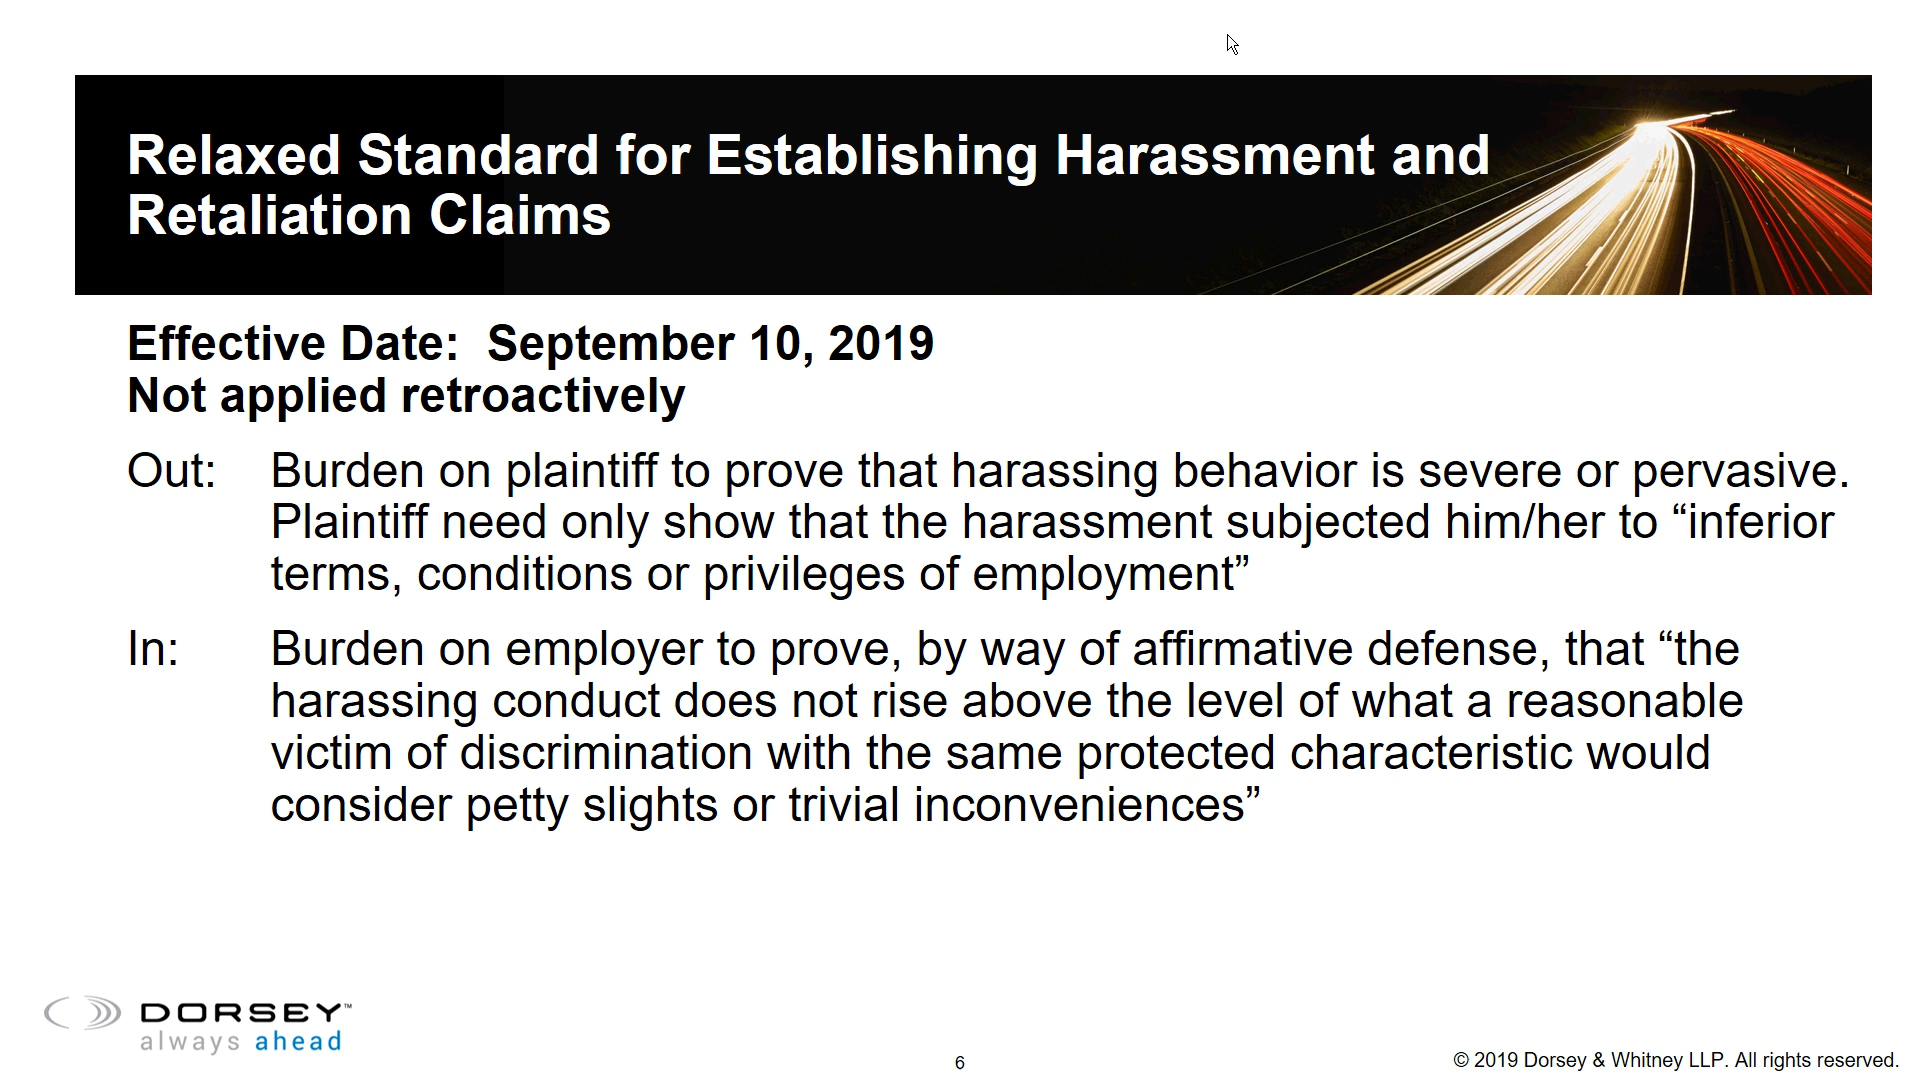 Relaxed Standard for Establishing Harassment and
Retaliation Claims
Effective Date:  September 10, 2019
Not applied retroactively
Out: Burden on plaintiff to prove that harassing behavior is severe or pervasive.
Plaintiff need only show that the harassment subjected him/her to “inferior
terms, conditions or privileges of employment”
In: Burden on employer to prove, by way of affirmative defense, that “the
harassing conduct does not rise above the level of what a reasonable
victim of discrimination with the same protected characteristic would
consider petty slights or trivial inconveniences”
DORSEY™
always ahead
6
© 2019 Dorsey & Whitney LLP. All rights reserved.